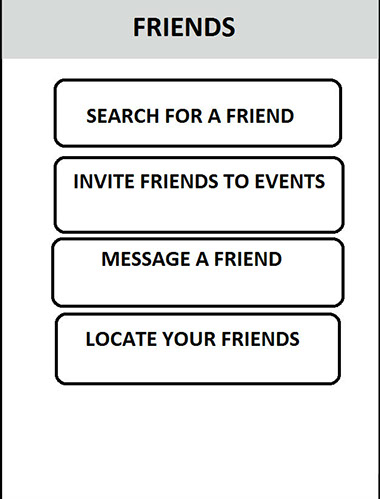 FRIENDS
SEARCH FOR A FRIEND
INVITE FRIENDS TO EVENTS
MESSAGE A FRIEND
LOCATE YOUR FRIENDS